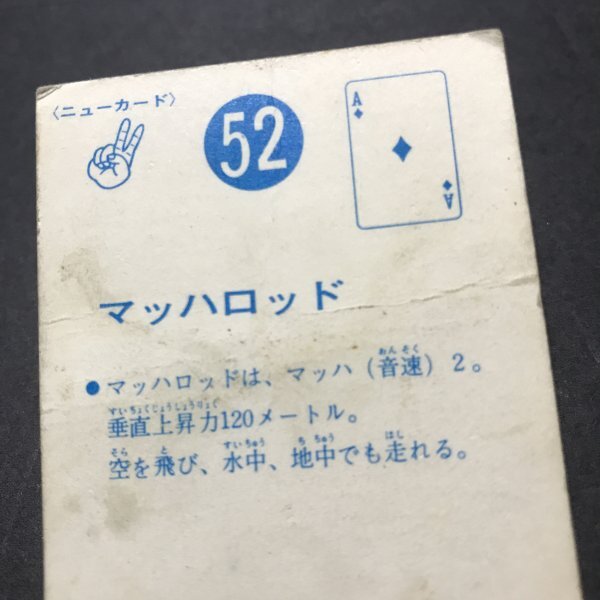 〈ニューカード〉
52
A
A
マッハロッド
●マッハロッドは、マッハ（音速）2。
垂直上昇力120メートル。
空を飛び、水中、地中でも走れる。